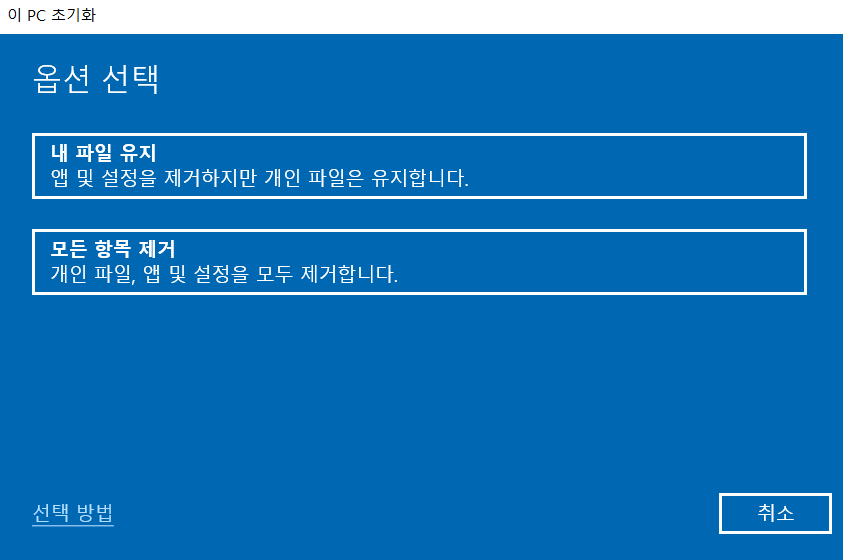 이 PC 초기화
옵션 선택
내 파일 유지
앱 및 설정을 제거하지만 개인 파일은 유지합니다.
모든 항목 제거
개인 파일, 앱 및 설정을 모두 제거합니다.
선택 방법
취소